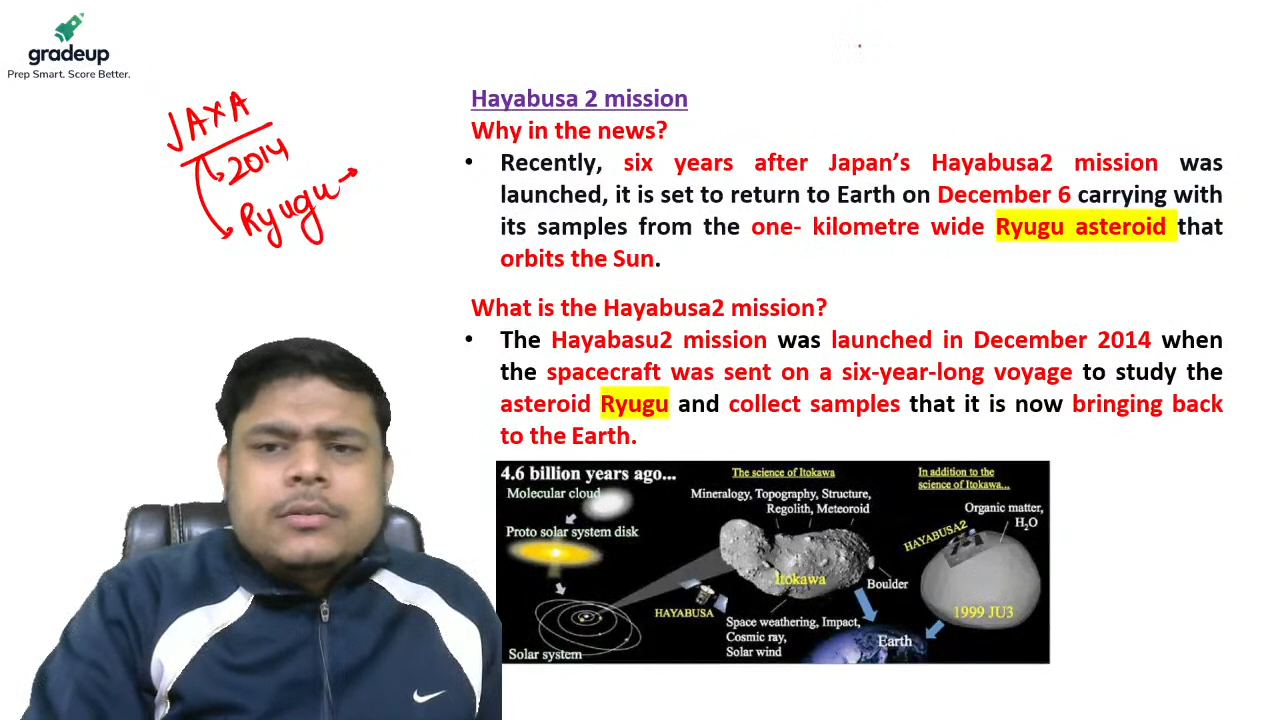 gradeup
Prep Smart. Score Better.
JAXA
2014
Ryugu
Hayabusa 2 mission
Why in the news?
• Recently, six years after Japan’s Hayabusa2 mission was
launched, it is set to return to Earth on December 6 carrying with
its samples from the one- kilometre wide Ryugu asteroid that
orbits the Sun.
What is the Hayabusa2 mission?
• The Hayabasu2 mission was launched in December 2014 when
the spacecraft was sent on a six-year-long voyage to study the
asteroid Ryugu and collect samples that it is now bringing back
to the Earth.
4.6 billion years ago...
Molecular cloud
Proto solar system disk
Solar system
HAYABUSA
The science of Itokawa
Mineralogy, Topography, Structure,
Regolith, Meteoroid
Itokawa
Boulder
Space weathering, Impact,
Cosmic ray,
Solar wind
Earth
In addition to the
science of Itokawa...
Organic matter,
H2O
HAYABUSA2
1999 JU3